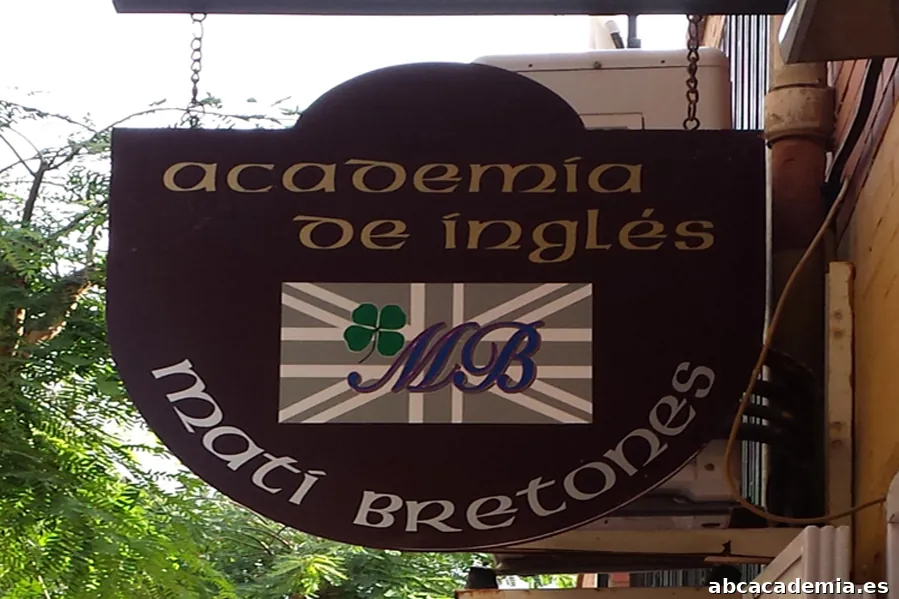 academia
de inglés
MB
Mati Bretones
abcacademia.es